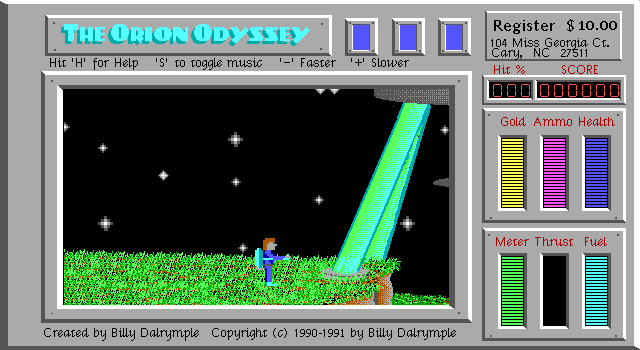 The Orion Odyssey
Register $10.00
104 Miss Georgia Ct.
Cary, NC 27511
Hit 'H' for Help 'S' to toggle music '-' Faster '+' Slower
Hit % SCORE
000 000000
Gold Ammo Health
Meter Thrust Fuel
Created by Billy Dalrymple Copyright (c) 1990-1991 by Billy Dalrymple